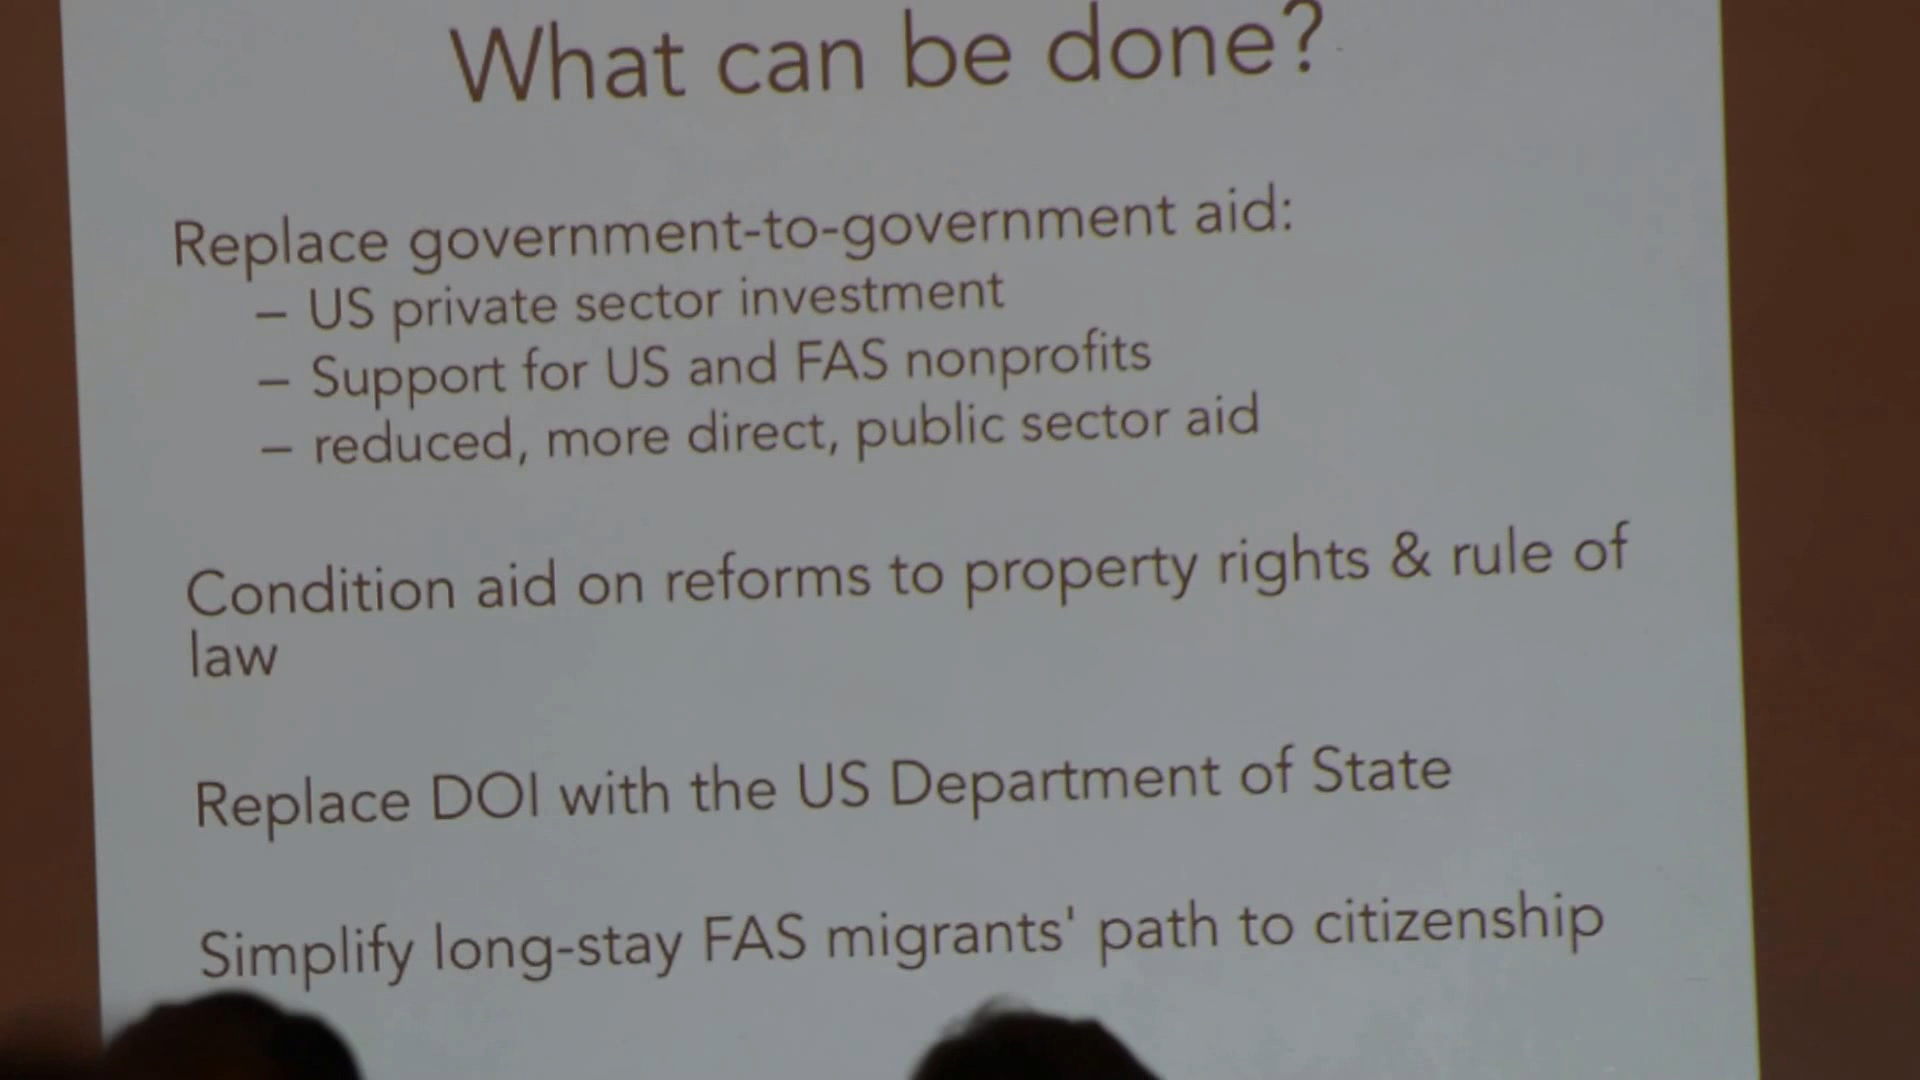 What can be done?
Replace government-to-government aid:
– US private sector investment
– Support for US and FAS nonprofits
– reduced, more direct, public sector aid
Condition aid on reforms to property rights & rule of
law
Replace DOI with the US Department of State
Simplify long-stay FAS migrants' path to citizenship